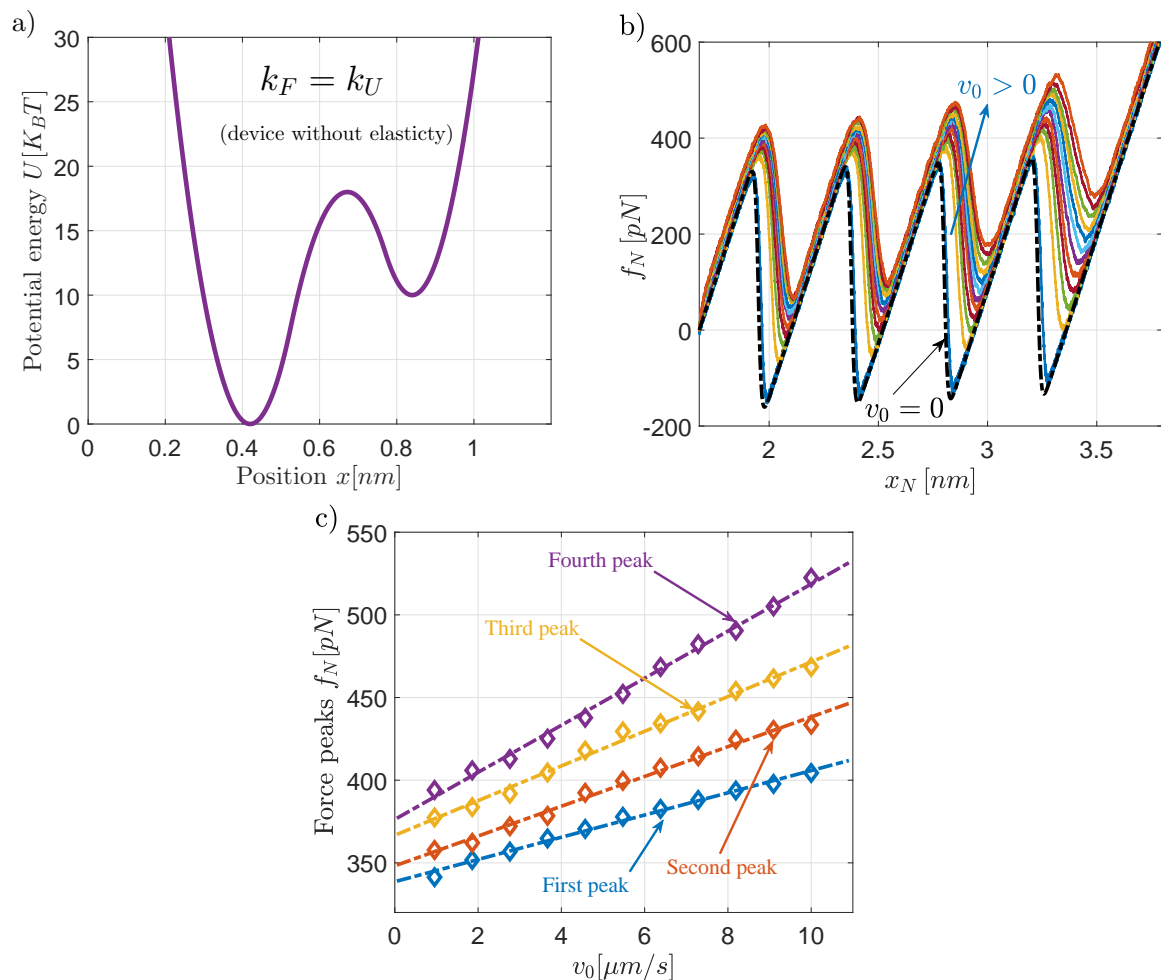 a)
30
25
20
15
10
5
0
Potential energy U[K_BT]
k_F = k_U
(device without elasticty)
0 0.2 0.4 0.6 0.8 1
Position x[nm]
b)
600
400
200
0
-200
f_N [pN]
v_0 > 0
v_0 = 0
2 2.5 3 3.5
x_N [nm]
c)
550
500
450
400
350
Force peaks f_N[pN]
Fourth peak
Third peak
Second peak
First peak
0 2 4 6 8 10
v_0[μm/s]